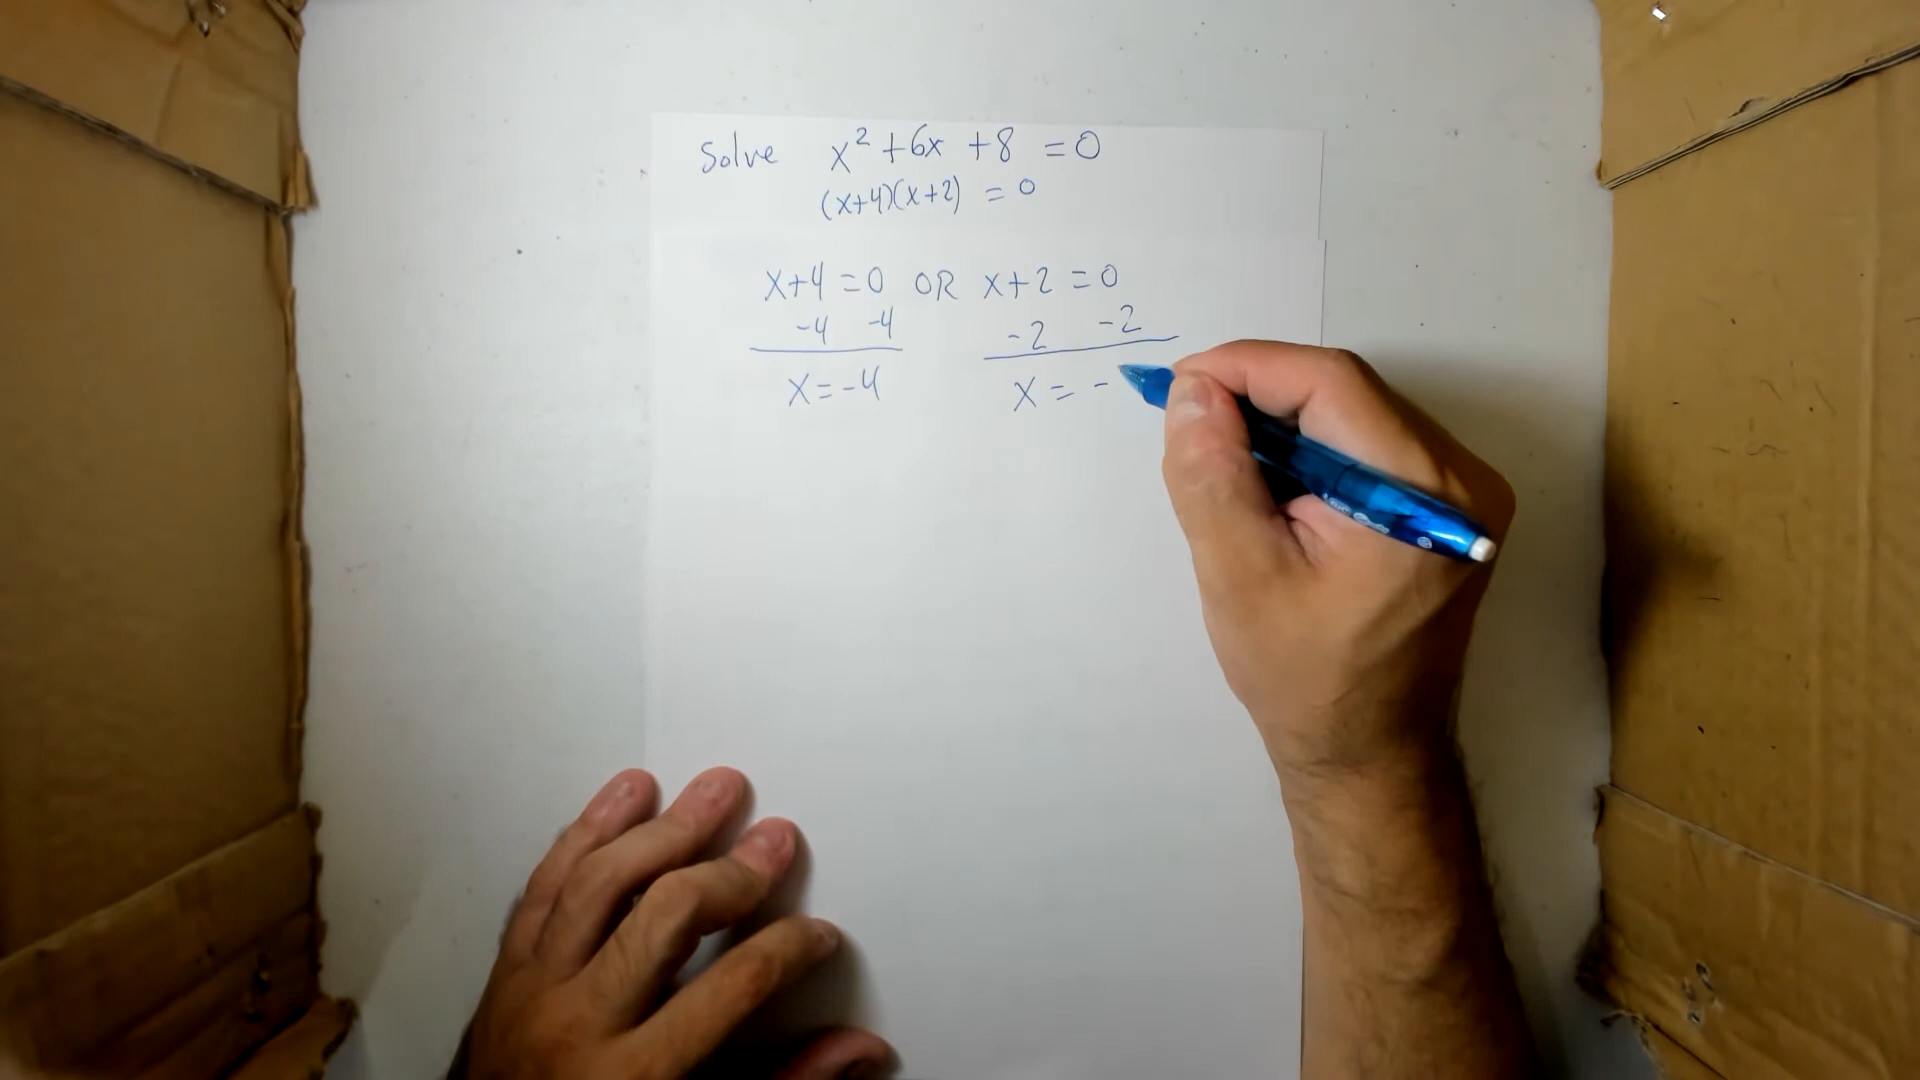 Solve x² +6x +8 =0
(x+4)(x+2) = 0
x+4 =0 OR x+2 =0
-4 -4 -2 -2
x=-4 x = -